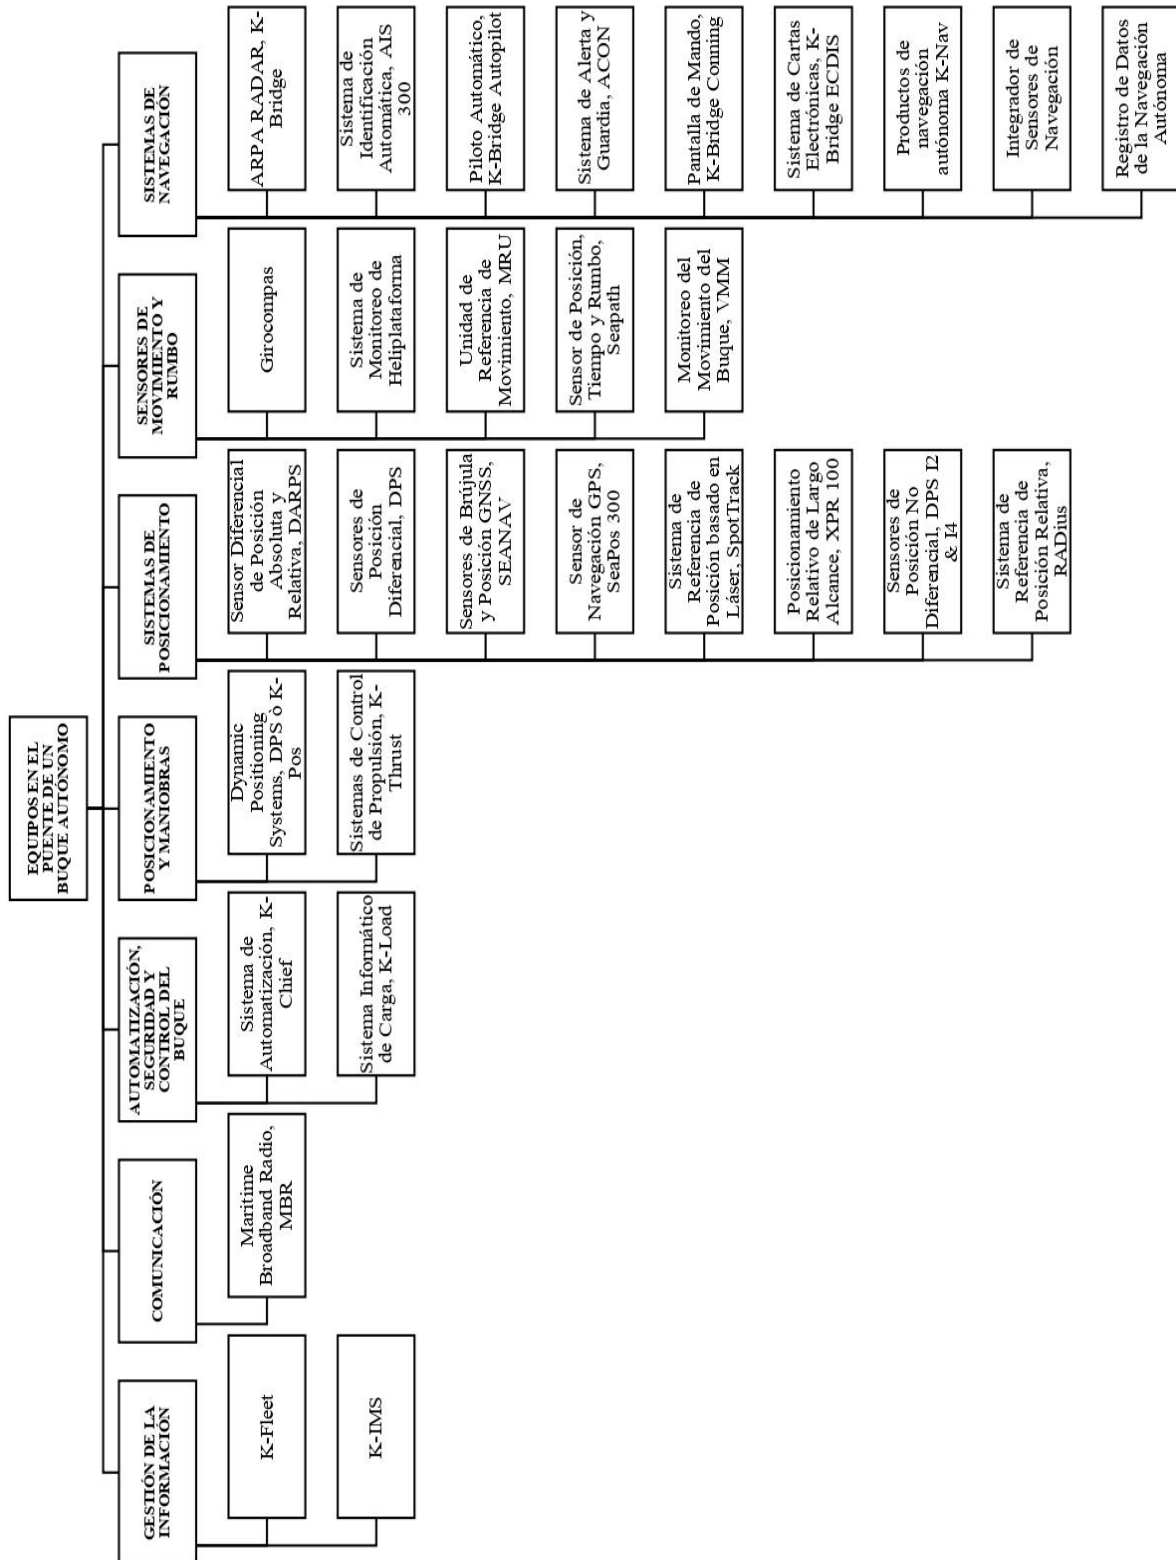 EQUIPOS EN EL
PUENTE DE UN
BUQUE AUTÓNOMO
GESTIÓN DE LA
INFORMACIÓN
K-Fleet
K-IMS
COMUNICACIÓN
Maritime
Broadband Radio,
MBR
AUTOMATIZACIÓN,
SEGURIDAD Y
CONTROL DEL
BUQUE
Sistema de
Automatización, K-
Chief
Sistema Informático
de Carga, K-Load
POSICIONAMIENTO
Y MANIOBRAS
Dynamic
Positioning
Systems, DPS ò K-
Pos
Sistemas de Control
de Propulsión, K-
Thrust
SISTEMAS DE
POSICIONAMIENTO
Sensor Diferencial
de Posición
Absoluta y
Relativa, DARPS
Sensores de
Posición
Diferencial, DPS
Sensores de Brújula
y Posición GNSS,
SEANAV
Sensor de
Navegación GPS,
SeaPos 300
Sistema de
Referencia de
Posición basado en
Láser, SpotTrack
Posicionamiento
Relativo de Largo
Alcance, XPR 100
Sensores de
Posición No
Diferencial, DPS I2
& I4
Sistema de
Referencia de
Posición Relativa,
RADius
SENSORES DE
MOVIMIENTO Y
RUMBO
Girocompas
Sistema de
Monitoreo de
Heliplataforma
Unidad de
Referencia de
Movimiento, MRU
Sensor de Posición,
Tiempo y Rumbo,
Seapath
Monitoreo del
Movimiento del
Buque, VMM
SISTEMAS DE
NAVEGACIÓN
ARPA RADAR, K-
Bridge
Sistema de
Identificación
Automática, AIS
300
Piloto Automático,
K-Bridge Autopilot
Sistema de Alerta y
Guardia, ACON
Pantalla de Mando,
K-Bridge Conning
Sistema de Cartas
Electrónicas, K-
Bridge ECDIS
Productos de
navegación
autónoma K-Nav
Integrador de
Sensores de
Navegación
Registro de Datos
de la Navegación
Autónoma